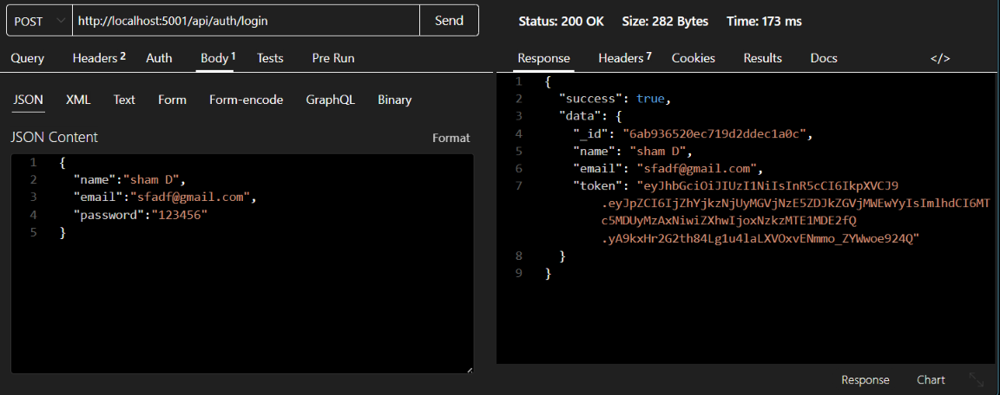 POST http://localhost:5001/api/auth/login Send
Query Headers 2 Auth Body 1 Tests Pre Run
JSON XML Text Form Form-encode GraphQL Binary
JSON Content Format
1 {
2 "name":"sham D",
3 "email":"sfadf@gmail.com",
4 "password":"123456"
5 }
Status: 200 OK Size: 282 Bytes Time: 173 ms
Response Headers 7 Cookies Results Docs </>
1 {
2 "success": true,
3 "data": {
4 "_id": "6ab936520ec719d2ddec1a0c",
5 "name": "sham D",
6 "email": "sfadf@gmail.com",
7 "token": "eyJhbGciOiJIUzI1NiIsInR5cCI6IkpXVCJ9
.eyJpZCI6IjZhYjkzNjUyMGVjNzE5ZDJkZGVjMWEwYyIsImlhdCI6MT
c5MDUyMzAxNiwiZXhwIjoxNzkzMTE1MDE2fQ
.yA9kxHr2G2th84Lg1u4laLXVOxvENmmo_ZYWwoe924Q"
8 }
9 }
Response Chart